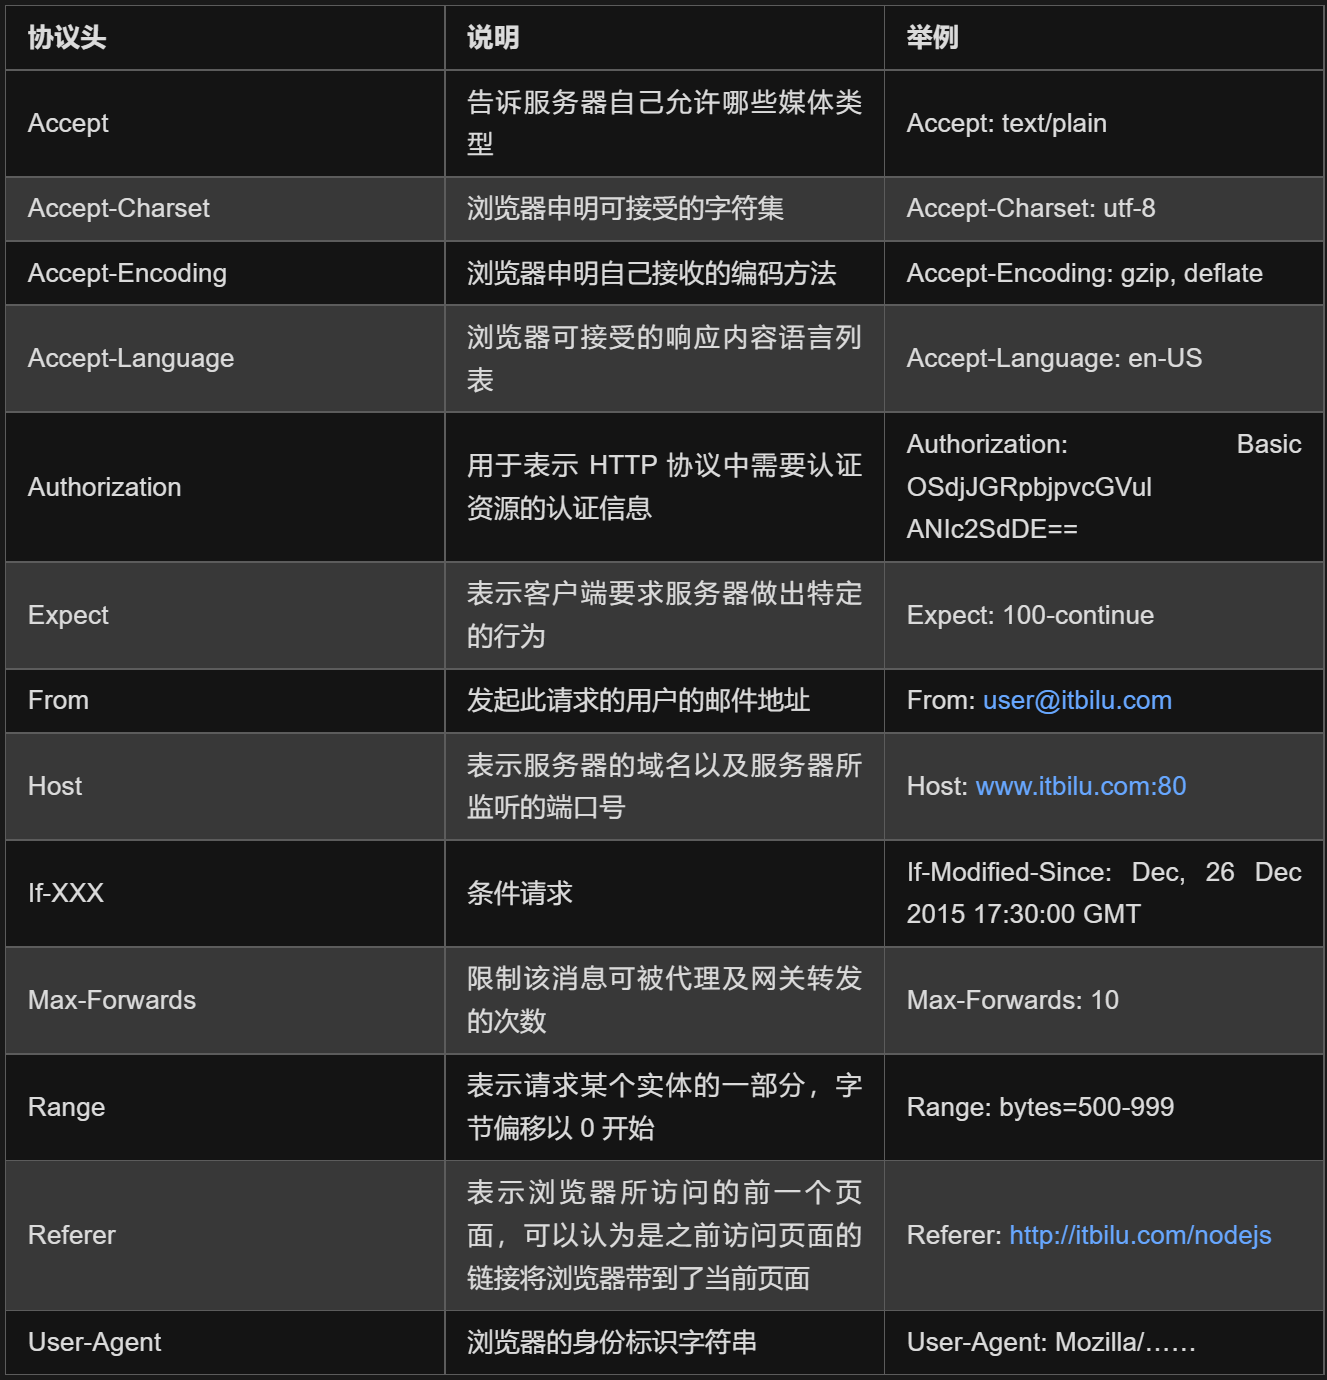 协议头
说明
举例
Accept
告诉服务器自己允许哪些媒体类
型
Accept: text/plain
Accept-Charset
浏览器申明可接受的字符集
Accept-Charset: utf-8
Accept-Encoding
浏览器申明自己接收的编码方法
Accept-Encoding: gzip, deflate
Accept-Language
浏览器可接受的响应内容语言列
表
Accept-Language: en-US
Authorization
用于表示 HTTP 协议中需要认证
资源的认证信息
Authorization: Basic
OSdjJGRpbjpvcGVul
ANIc2SdDE==
Expect
表示客户端要求服务器做出特定
的行为
Expect: 100-continue
From
发起此请求的用户的邮件地址
From: user@itbilu.com
Host
表示服务器的域名以及服务器所
监听的端口号
Host: www.itbilu.com:80
If-XXX
条件请求
If-Modified-Since: Dec, 26 Dec
2015 17:30:00 GMT
Max-Forwards
限制该消息可被代理及网关转发
的次数
Max-Forwards: 10
Range
表示请求某个实体的一部分，字
节偏移以 0 开始
Range: bytes=500-999
Referer
表示浏览器所访问的前一个页
面，可以认为是之前访问页面的
链接将浏览器带到了当前页面
Referer: http://itbilu.com/nodejs
User-Agent
浏览器的身份标识字符串
User-Agent: Mozilla/……